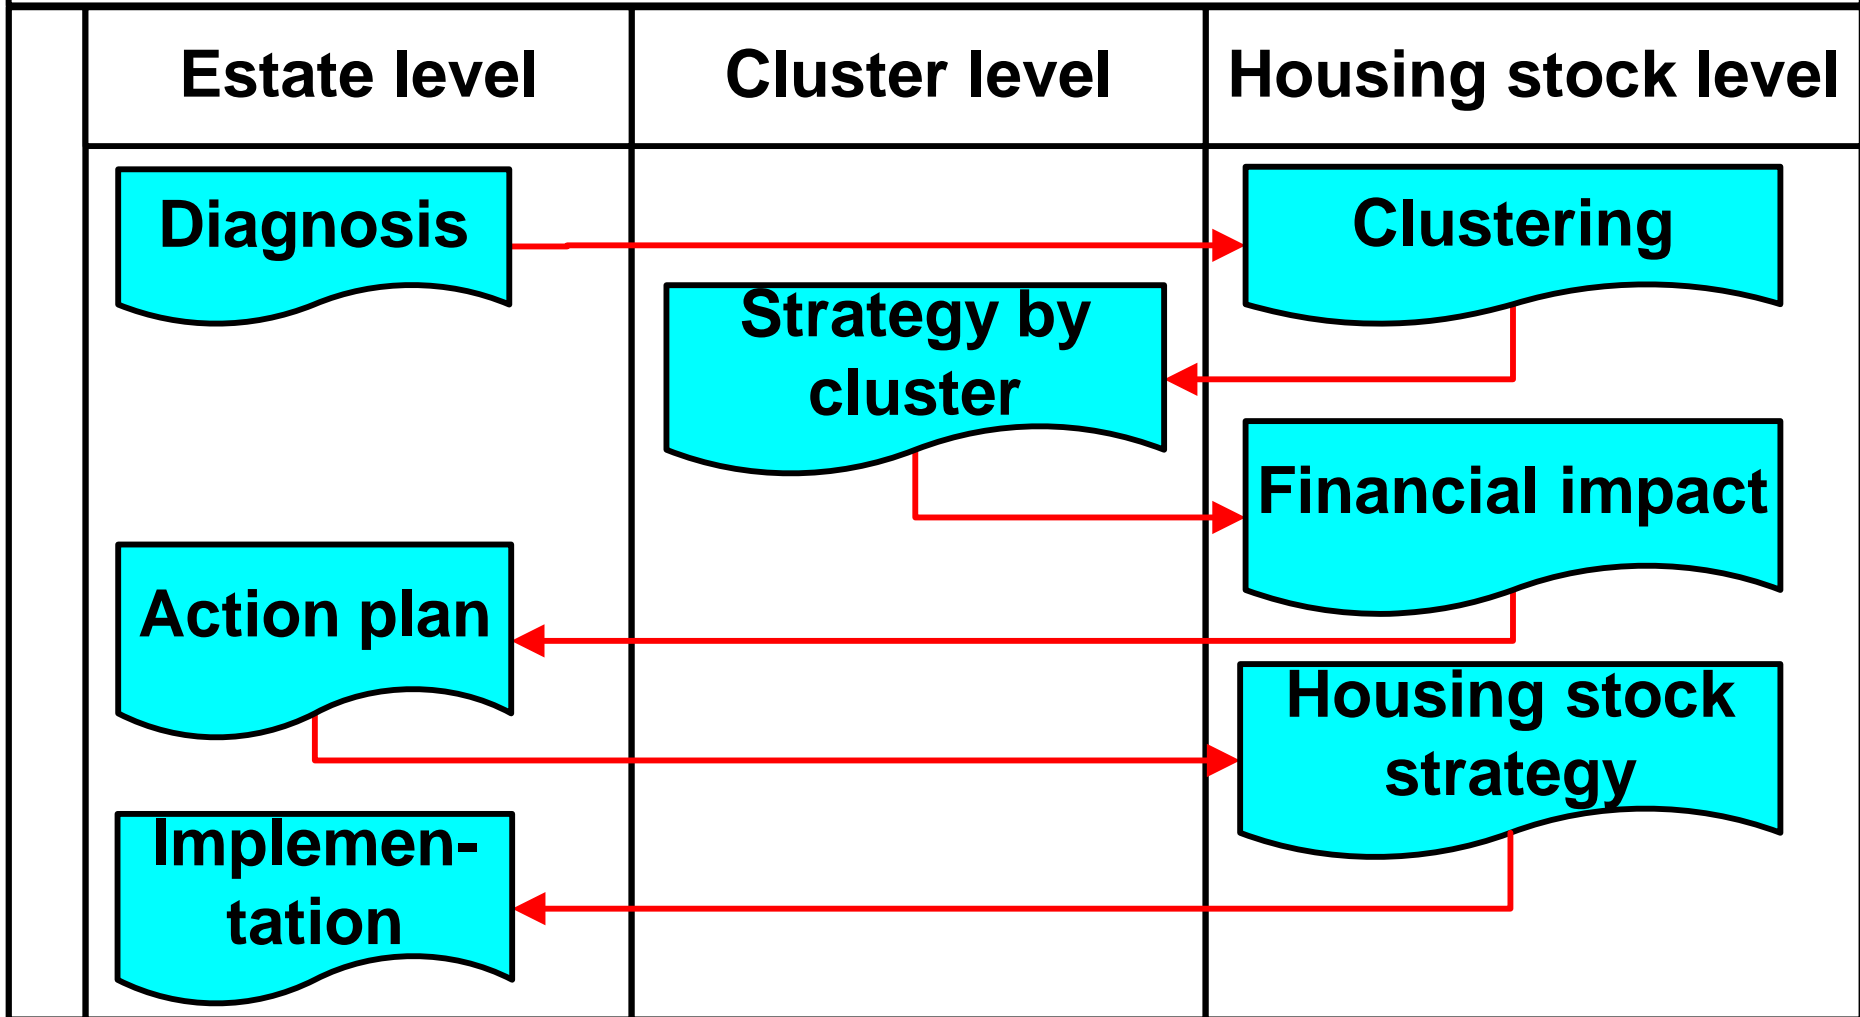 Estate level
Cluster level
Housing stock level
Diagnosis
Clustering
Strategy by
cluster
Financial impact
Action plan
Housing stock
strategy
Implemen-
tation